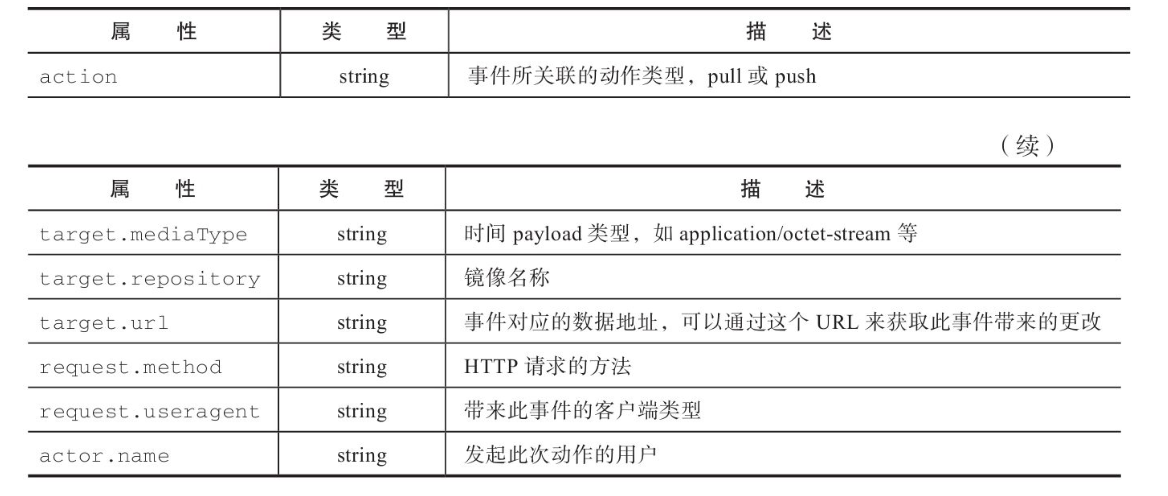 属 性 类 型 描 述
action string 事件所关联的动作类型，pull 或 push
（续）
属 性 类 型 描 述
target.mediaType string 时间 payload 类型，如 application/octet-stream 等
target.repository string 镜像名称
target.url string 事件对应的数据地址，可以通过这个 URL 来获取此事件带来的更改
request.method string HTTP 请求的方法
request.useragent string 带来此事件的客户端类型
actor.name string 发起此次动作的用户